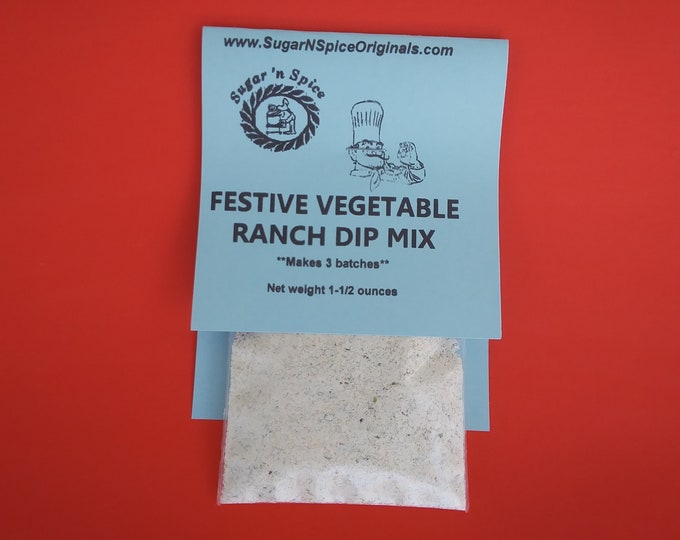 www.SugarNSpiceOriginals.com
Sugar 'n Spice
FESTIVE VEGETABLE
RANCH DIP MIX
**Makes 3 batches**
Net weight 1-1/2 ounces